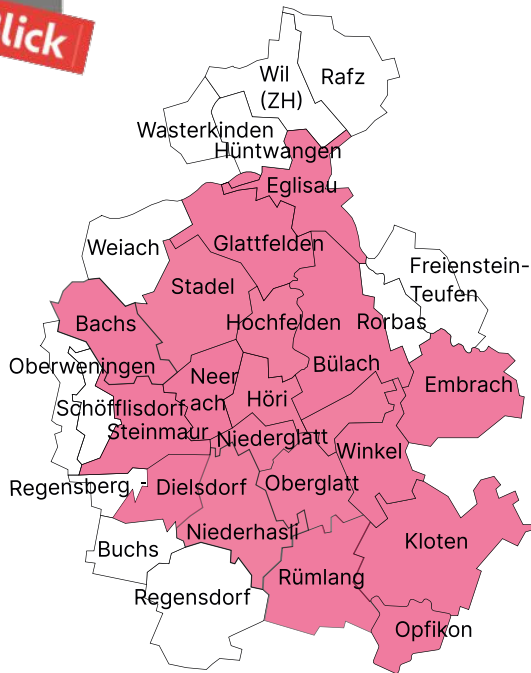 lick
Wil
(ZH)
Rafz
Wasterkinden
Hüntwangen
Eglisau
Weiach
Glattfelden
Freienstein-
Teufen
Stadel
Bachs
Hochfelden
Rorbas
Oberweningen
Bülach
Neer
ach
Embrach
Schöfflisdorf
Höri
Steinmaur
Niederglatt
Winkel
Regensberg -
Dielsdorf
Oberglatt
Niederhasli
Kloten
Buchs
Rümlang
Regensdorf
Opfikon